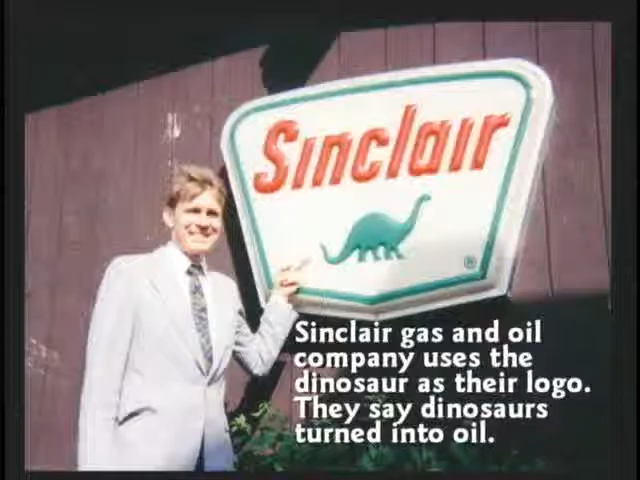 Sinclair
®
Sinclair gas and oil
company uses the
dinosaur as their logo.
They say dinosaurs
turned into oil.